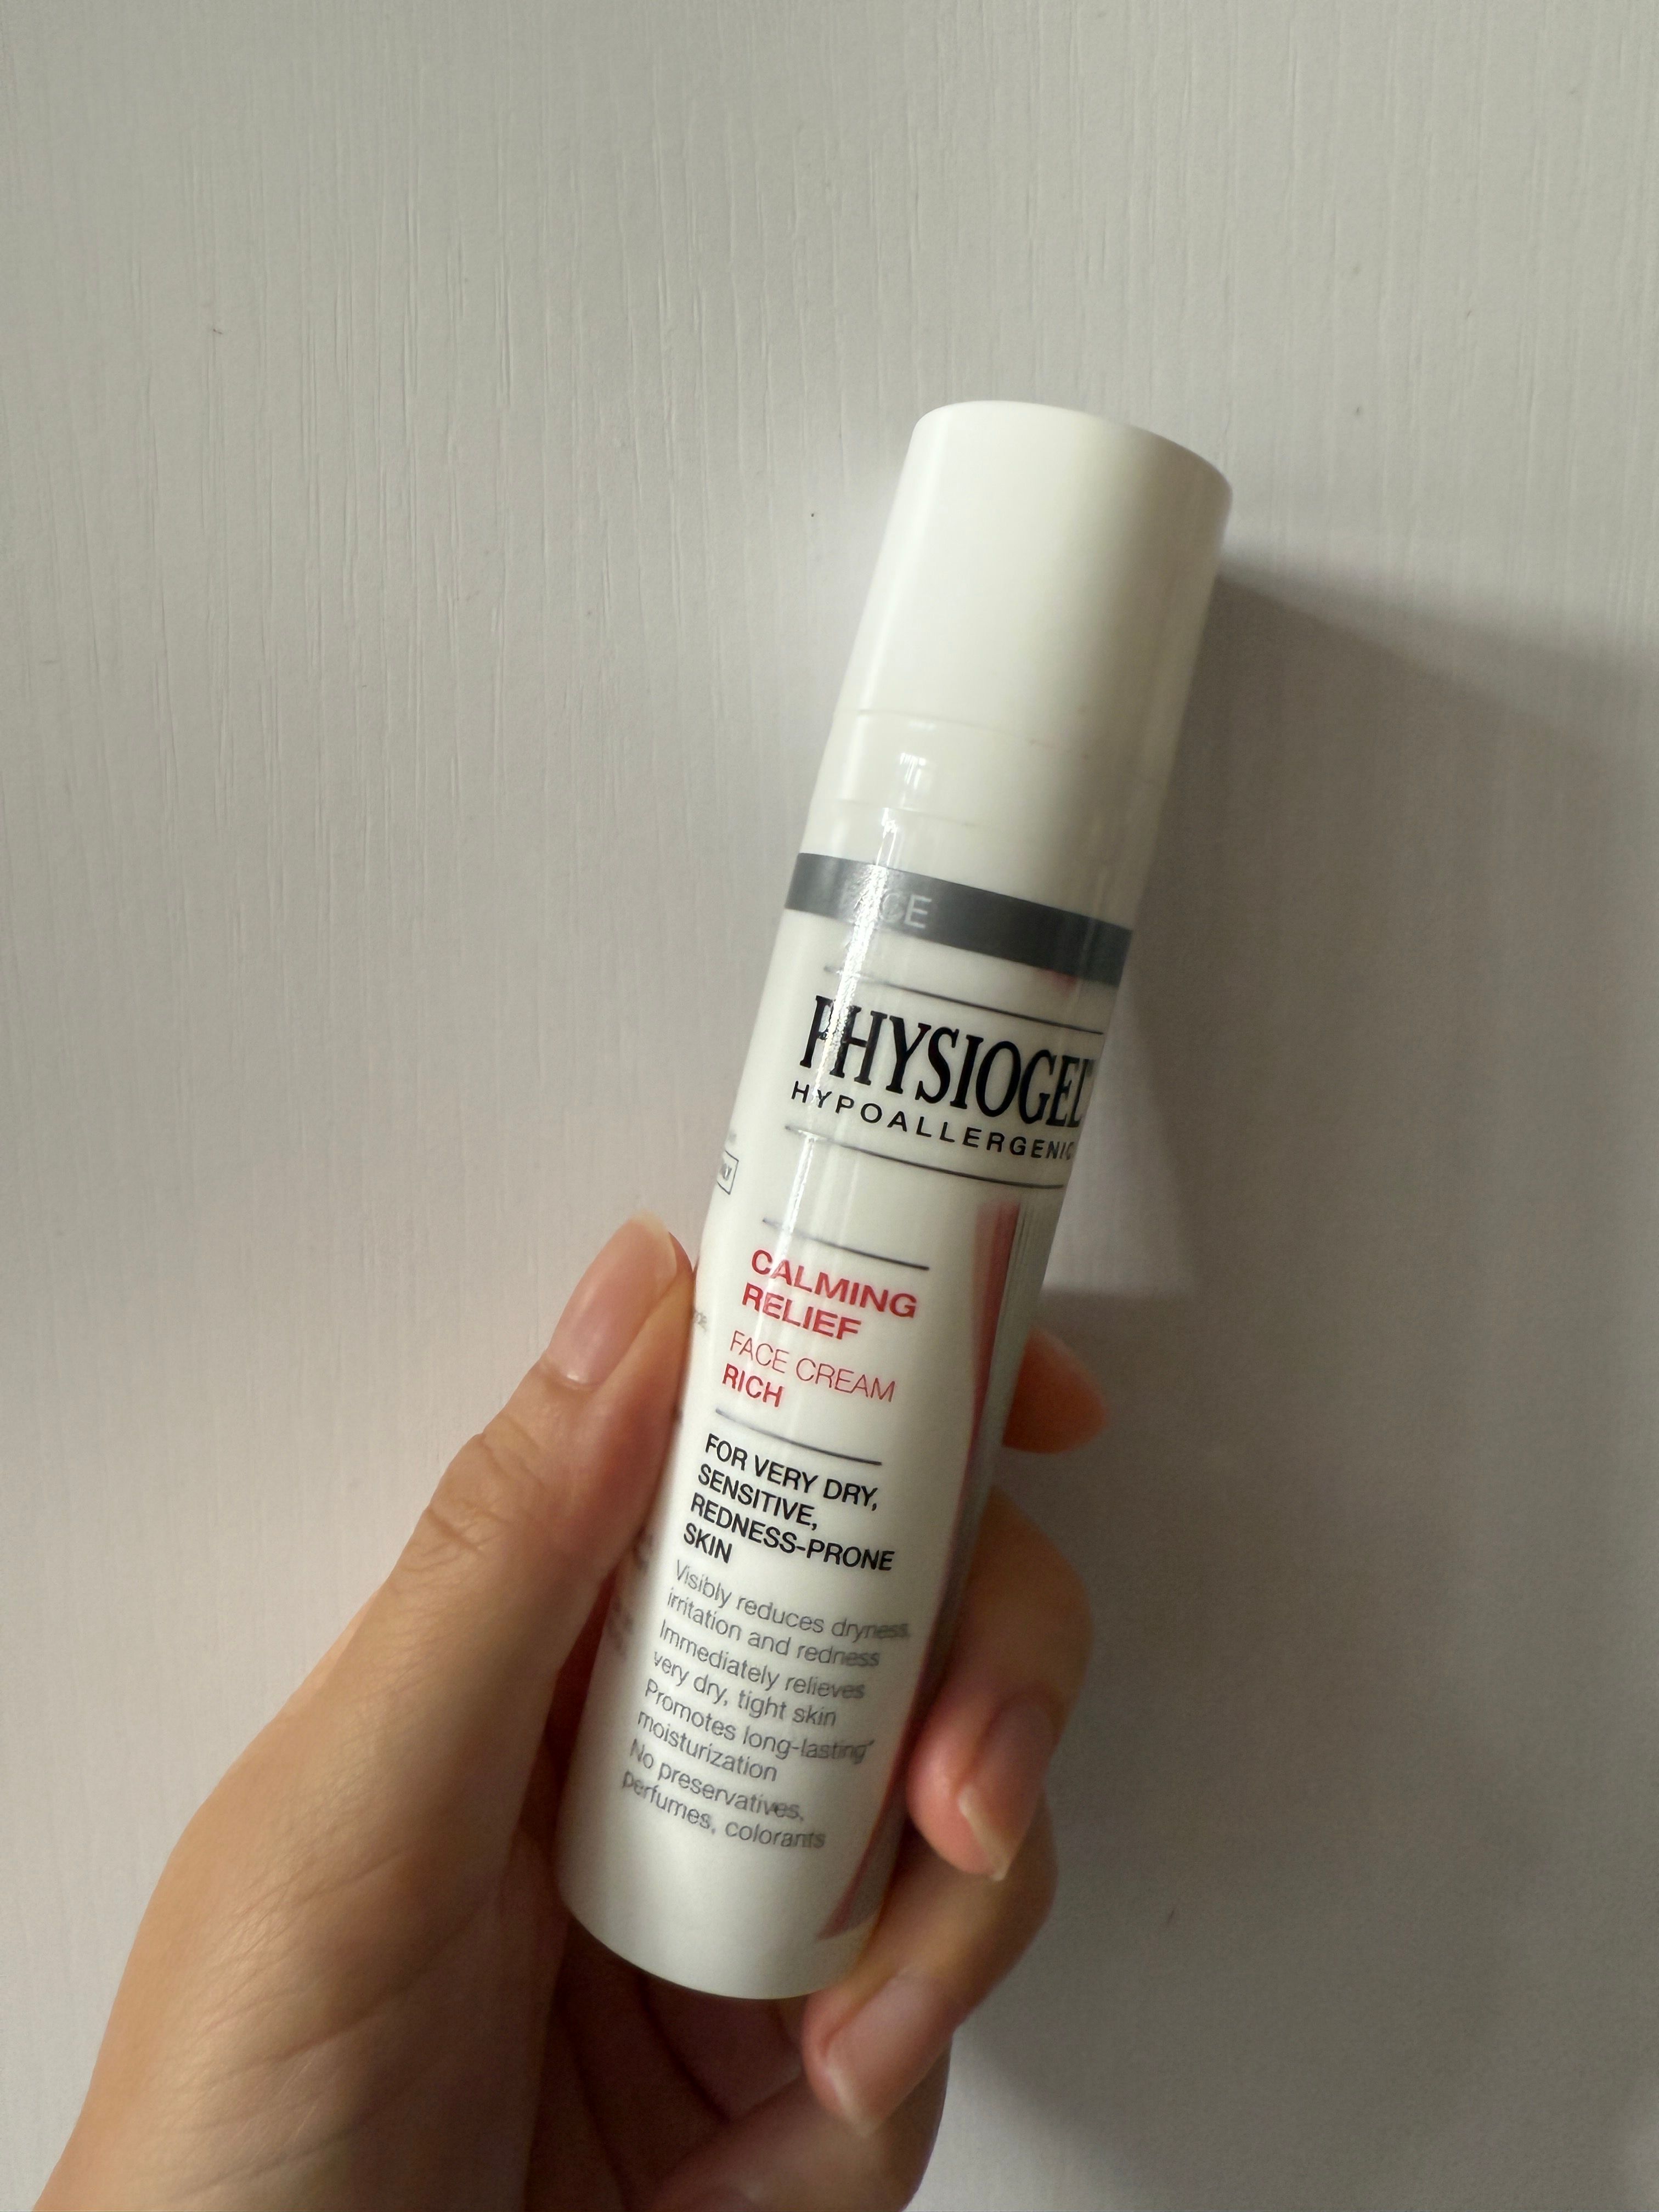 FACE
PHYSIOGEL
HYPOALLERGENIC
CALMING
RELIEF
FACE CREAM
RICH
FOR VERY DRY,
SENSITIVE,
REDNESS-PRONE
SKIN
Visibly reduces dryness,
irritation and redness
Immediately relieves
very dry, tight skin
Promotes long-lasting*
moisturization
No preservatives,
perfumes, colorants